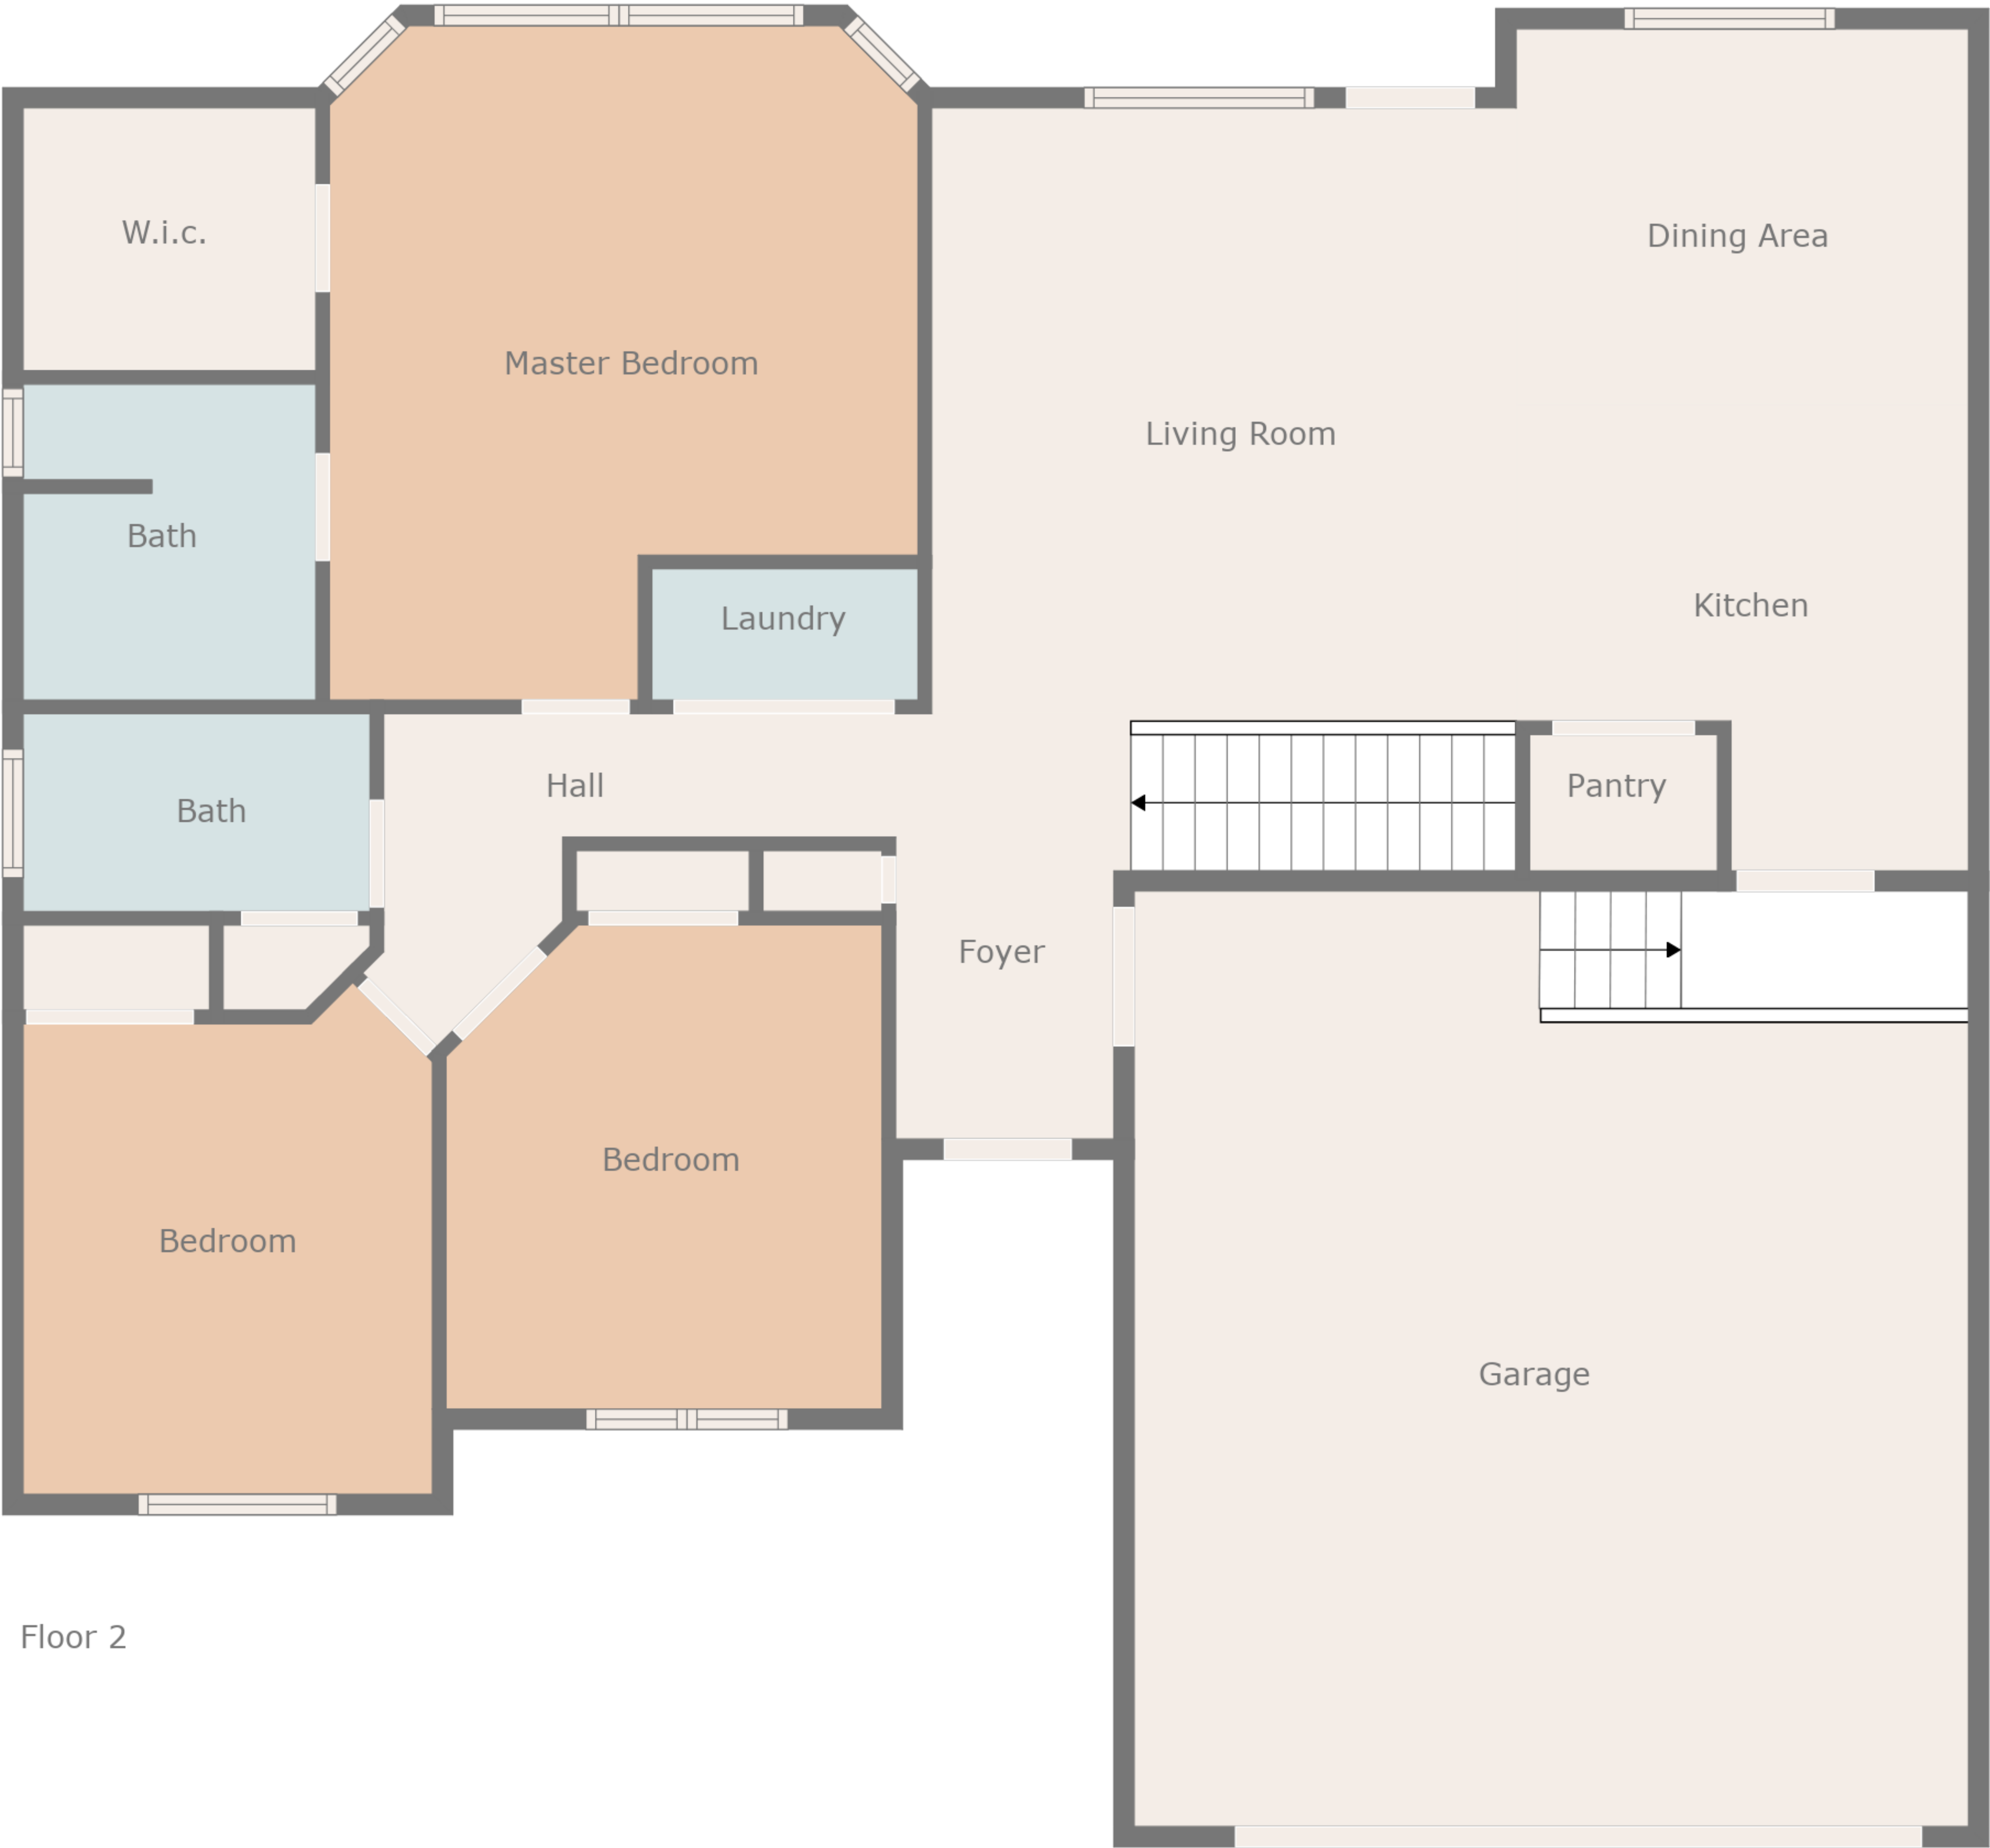 W.i.c.
Dining Area
Master Bedroom
Living Room
Bath
Kitchen
Laundry
Hall
Pantry
Bath
Foyer
Bedroom
Bedroom
Garage
Floor 2